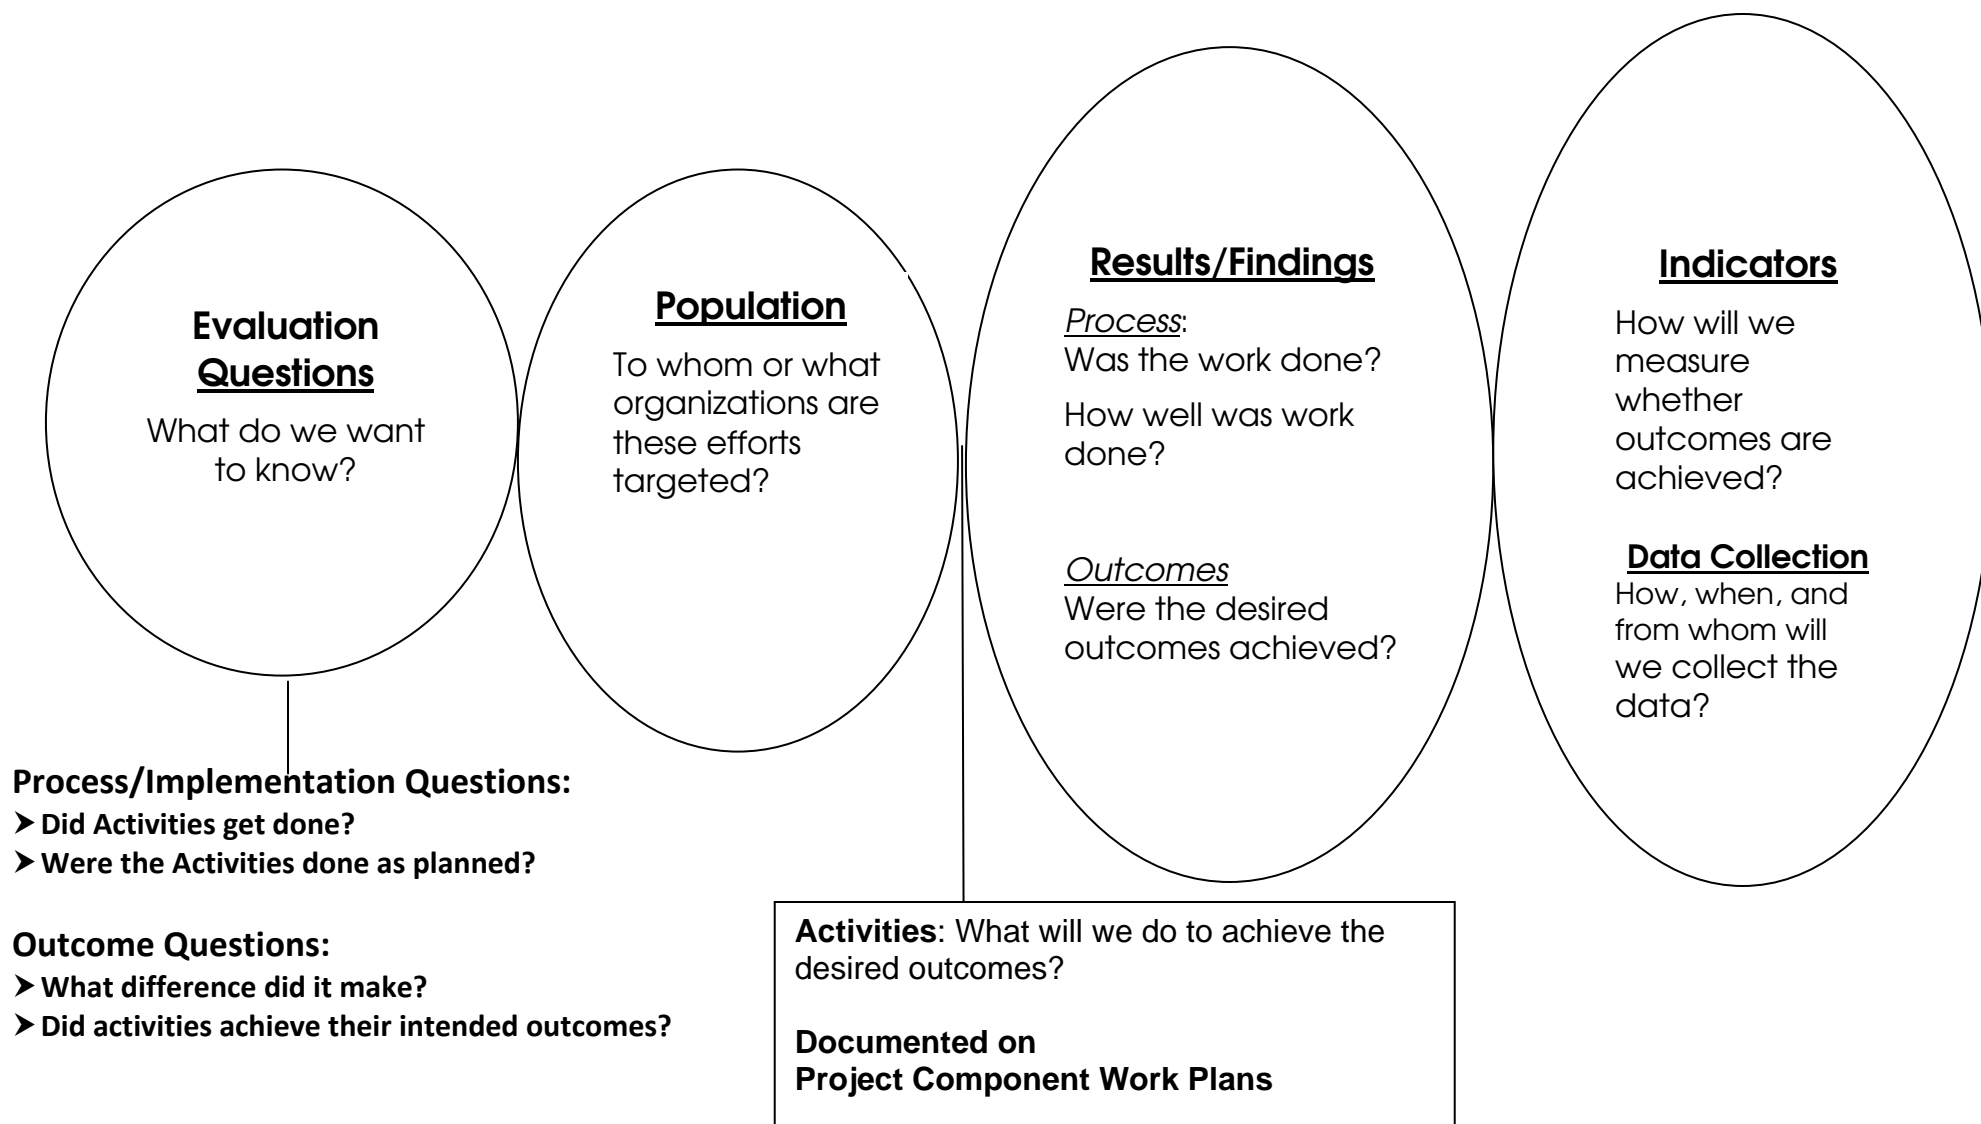 Evaluation
Questions
What do we want
to know?
Population
To whom or what
organizations are
these efforts
targeted?
Results/Findings
Process:
Was the work done?
How well was work
done?
Outcomes
Were the desired
outcomes achieved?
Indicators
How will we
measure
whether
outcomes are
achieved?
Data Collection
How, when, and
from whom will
we collect the
data?
Process/Implementation Questions:
➤ Did Activities get done?
➤ Were the Activities done as planned?
Outcome Questions:
➤ What difference did it make?
➤ Did activities achieve their intended outcomes?
Activities: What will we do to achieve the
desired outcomes?
Documented on
Project Component Work Plans